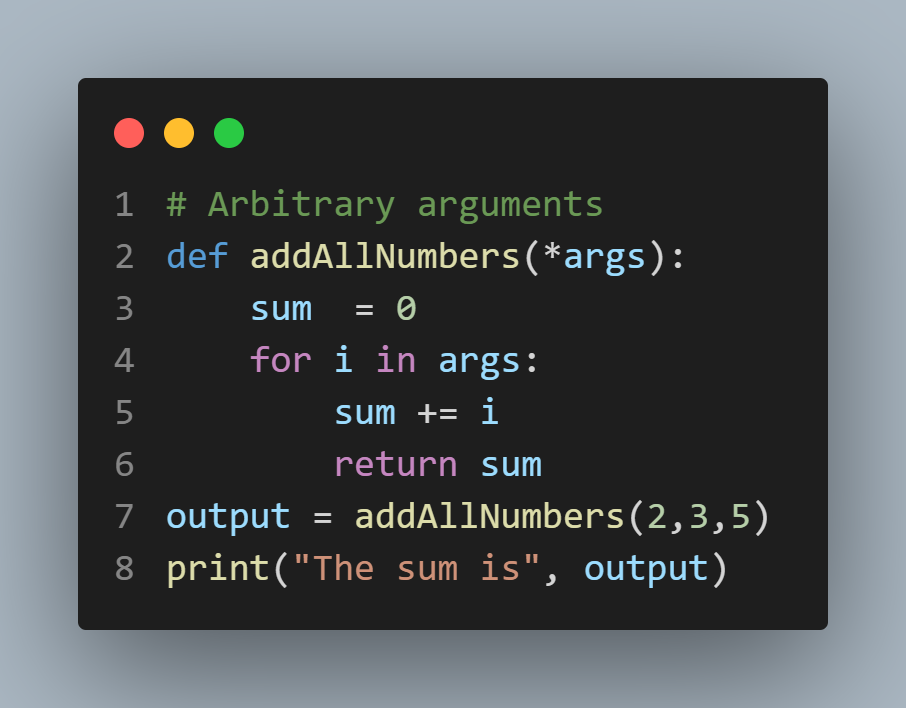 1 # Arbitrary arguments
2 def addAllNumbers(*args):
3     sum  = 0
4     for i in args:
5         sum += i
6         return sum
7 output = addAllNumbers(2,3,5)
8 print("The sum is", output)